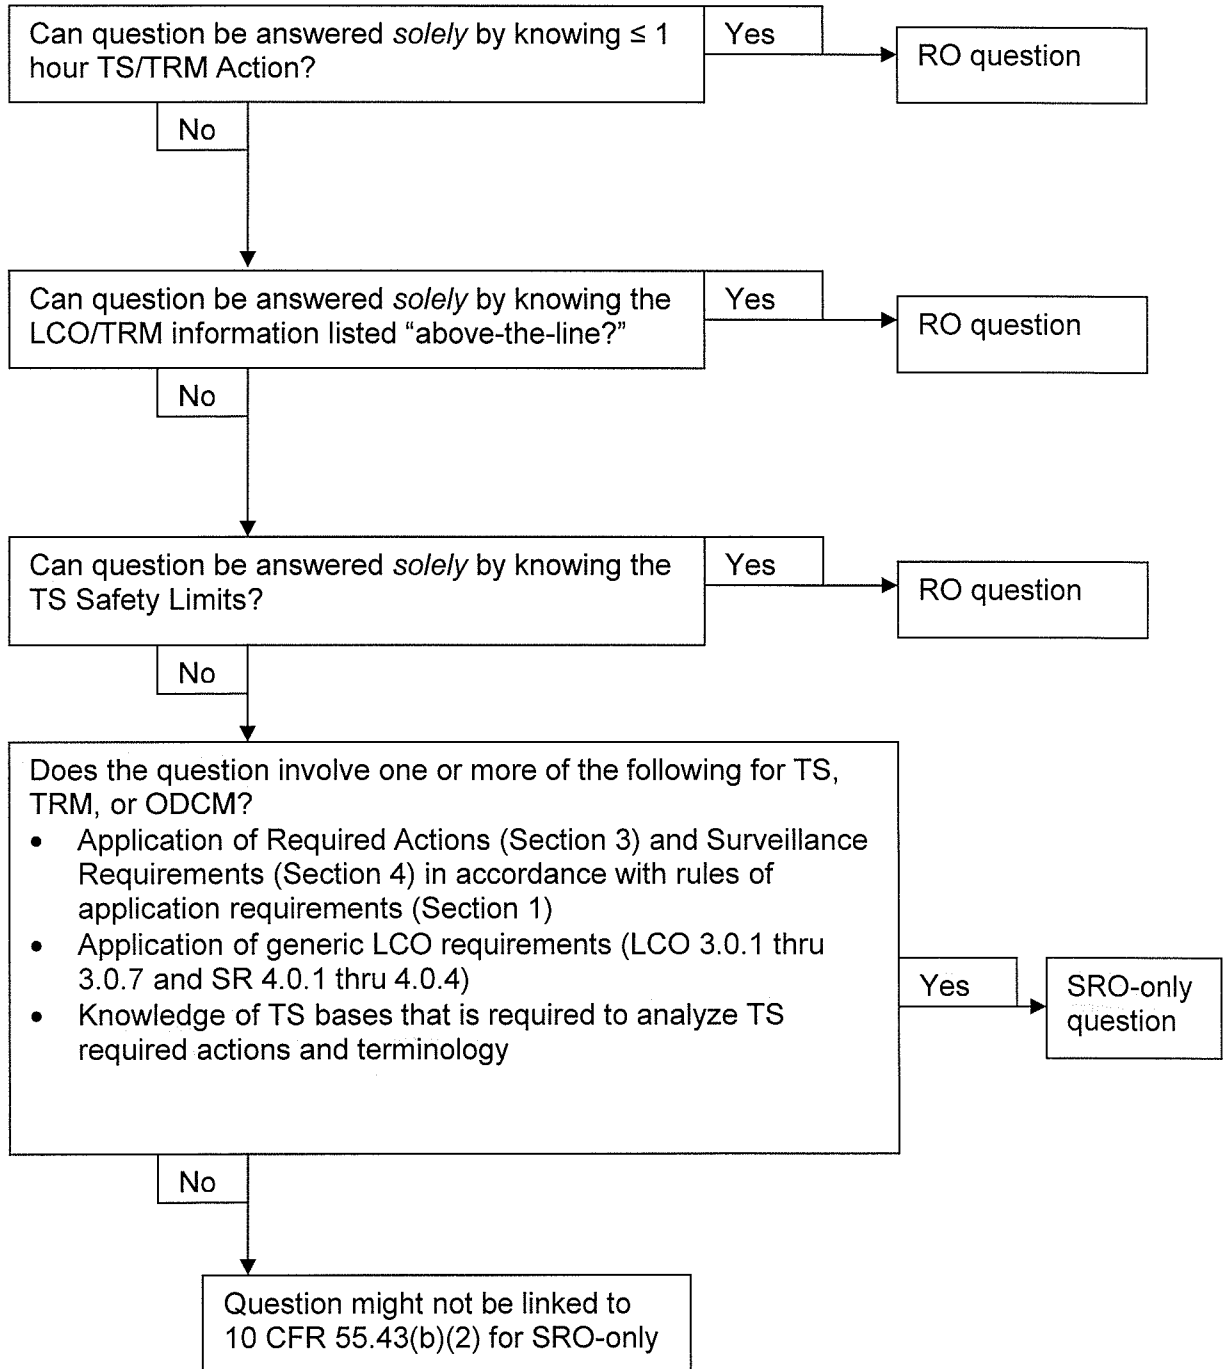 Can question be answered solely by knowing ≤ 1
hour TS/TRM Action?
Yes
RO question
No
Can question be answered solely by knowing the
LCO/TRM information listed “above-the-line?”
Yes
RO question
No
Can question be answered solely by knowing the
TS Safety Limits?
Yes
RO question
No
Does the question involve one or more of the following for TS,
TRM, or ODCM?
• Application of Required Actions (Section 3) and Surveillance
Requirements (Section 4) in accordance with rules of
application requirements (Section 1)
• Application of generic LCO requirements (LCO 3.0.1 thru
3.0.7 and SR 4.0.1 thru 4.0.4)
• Knowledge of TS bases that is required to analyze TS
required actions and terminology
Yes
SRO-only
question
No
Question might not be linked to
10 CFR 55.43(b)(2) for SRO-only